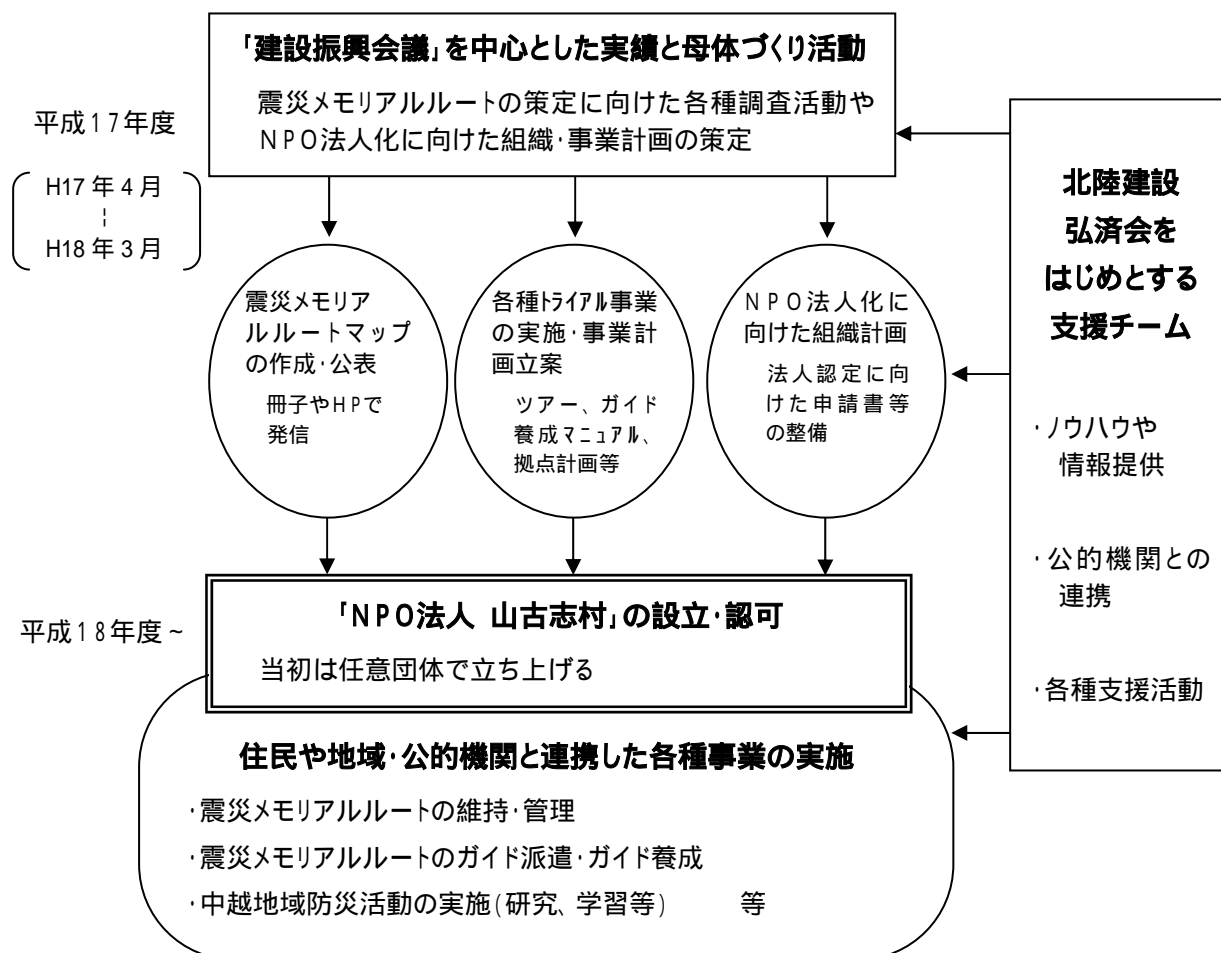 「建設振興会議」を中心とした実績と母体づくり活動
震災メモリアルルートの策定に向けた各種調査活動や
NPO法人化に向けた組織・事業計画の策定
平成17年度
H17年4月
H18年3月
震災メモリア
ルルートマップ
の作成・公表
冊子やHPで
発信
各種トライアル事業
の実施・事業計
画立案
ツアー、ガイド
養成マニュアル、
拠点計画等
NPO法人化に
向けた組織計画
法人認定に向
けた申請書等
の整備
北陸建設
弘済会を
はじめとする
支援チーム
・ノウハウや
情報提供
・公的機関との
連携
・各種支援活動
平成18年度~
「NPO法人 山古志村」の設立・認可
当初は任意団体で立ち上げる
住民や地域・公的機関と連携した各種事業の実施
・震災メモリアルルートの維持・管理
・震災メモリアルルートのガイド派遣・ガイド養成
・中越地域防災活動の実施(研究、学習等) 等